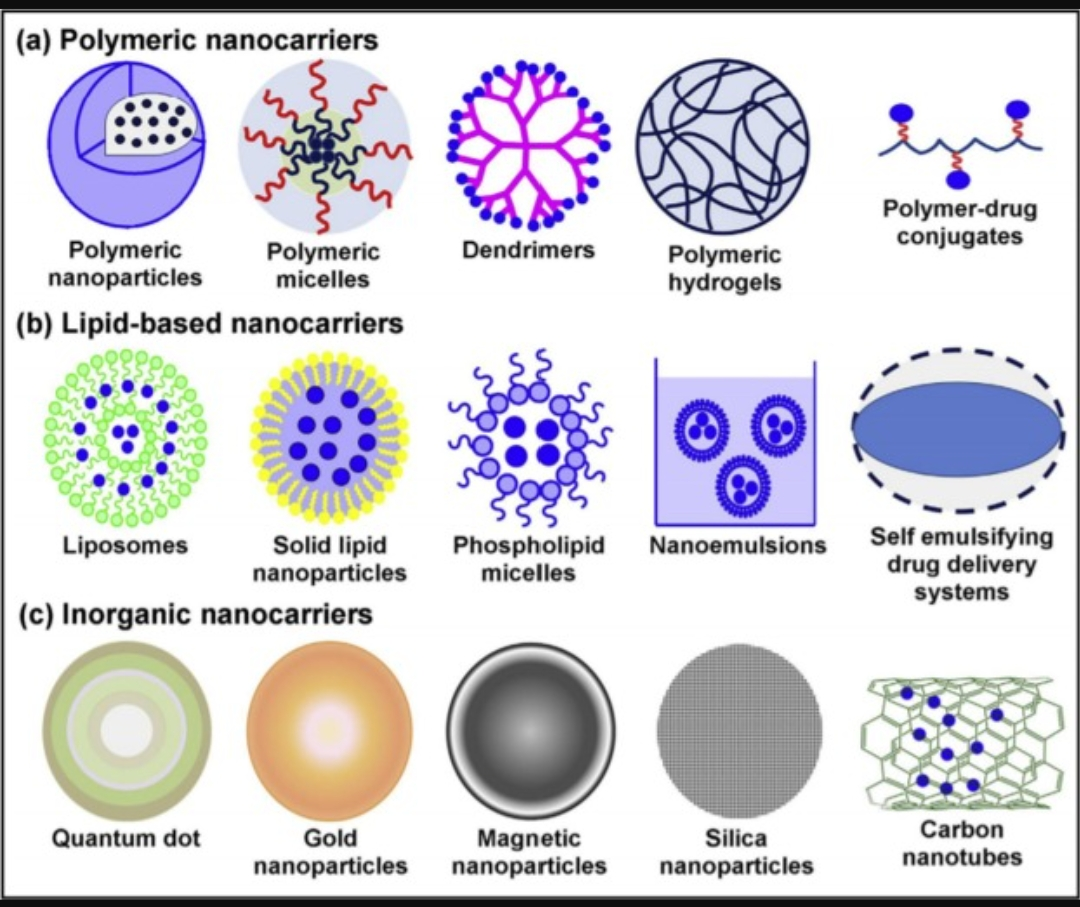 (a) Polymeric nanocarriers
Polymeric
nanoparticles
Polymeric
micelles
Dendrimers
Polymeric
hydrogels
Polymer-drug
conjugates
(b) Lipid-based nanocarriers
Liposomes
Solid lipid
nanoparticles
Phospholipid
micelles
Nanoemulsions
Self emulsifying
drug delivery
systems
(c) Inorganic nanocarriers
Quantum dot
Gold
nanoparticles
Magnetic
nanoparticles
Silica
nanoparticles
Carbon
nanotubes